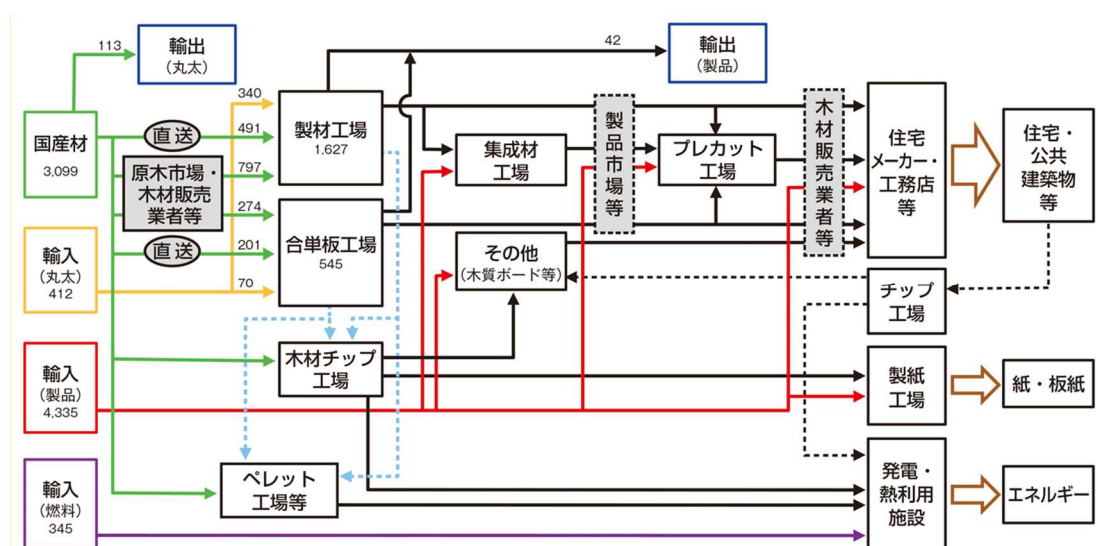 113
輸出
（丸太）
42
輸出
（製品）
国産材
3,099
直送
原木市場・
木材販売
業者等
直送
340
491
797
274
201
70
輸入
（丸太）
412
輸入
（製品）
4,335
輸入
（燃料）
345
製材工場
1,627
合単板工場
545
木材チップ
工場
ペレット
工場等
集成材
工場
その他
（木質ボード等）
製品市場等
プレカット
工場
木材販売業者等
住宅
メーカー・
工務店
等
チップ
工場
製紙
工場
発電・
熱利用
施設
住宅・
公共
建築物
等
紙・板紙
エネルギー